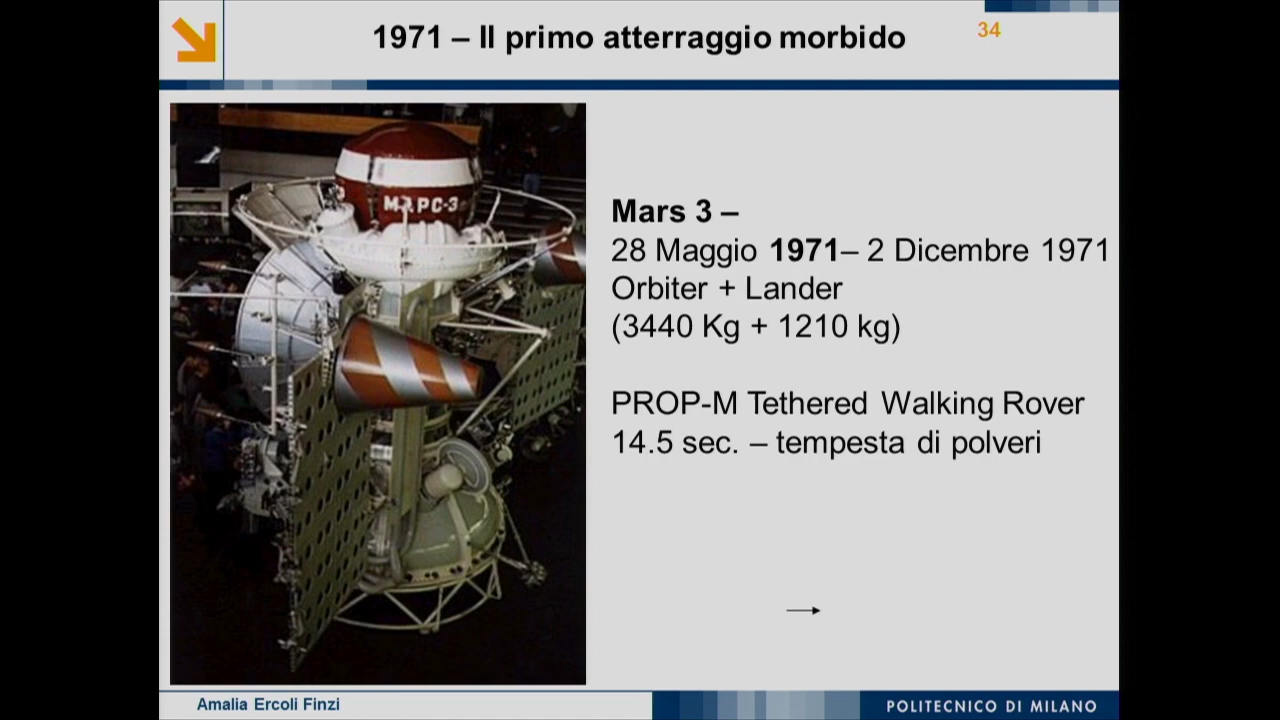 1971 – Il primo atterraggio morbido
34
МАРС-3
Mars 3 –
28 Maggio 1971– 2 Dicembre 1971
Orbiter + Lander
(3440 Kg + 1210 kg)
PROP-M Tethered Walking Rover
14.5 sec. – tempesta di polveri
Amalia Ercoli Finzi
POLITECNICO DI MILANO